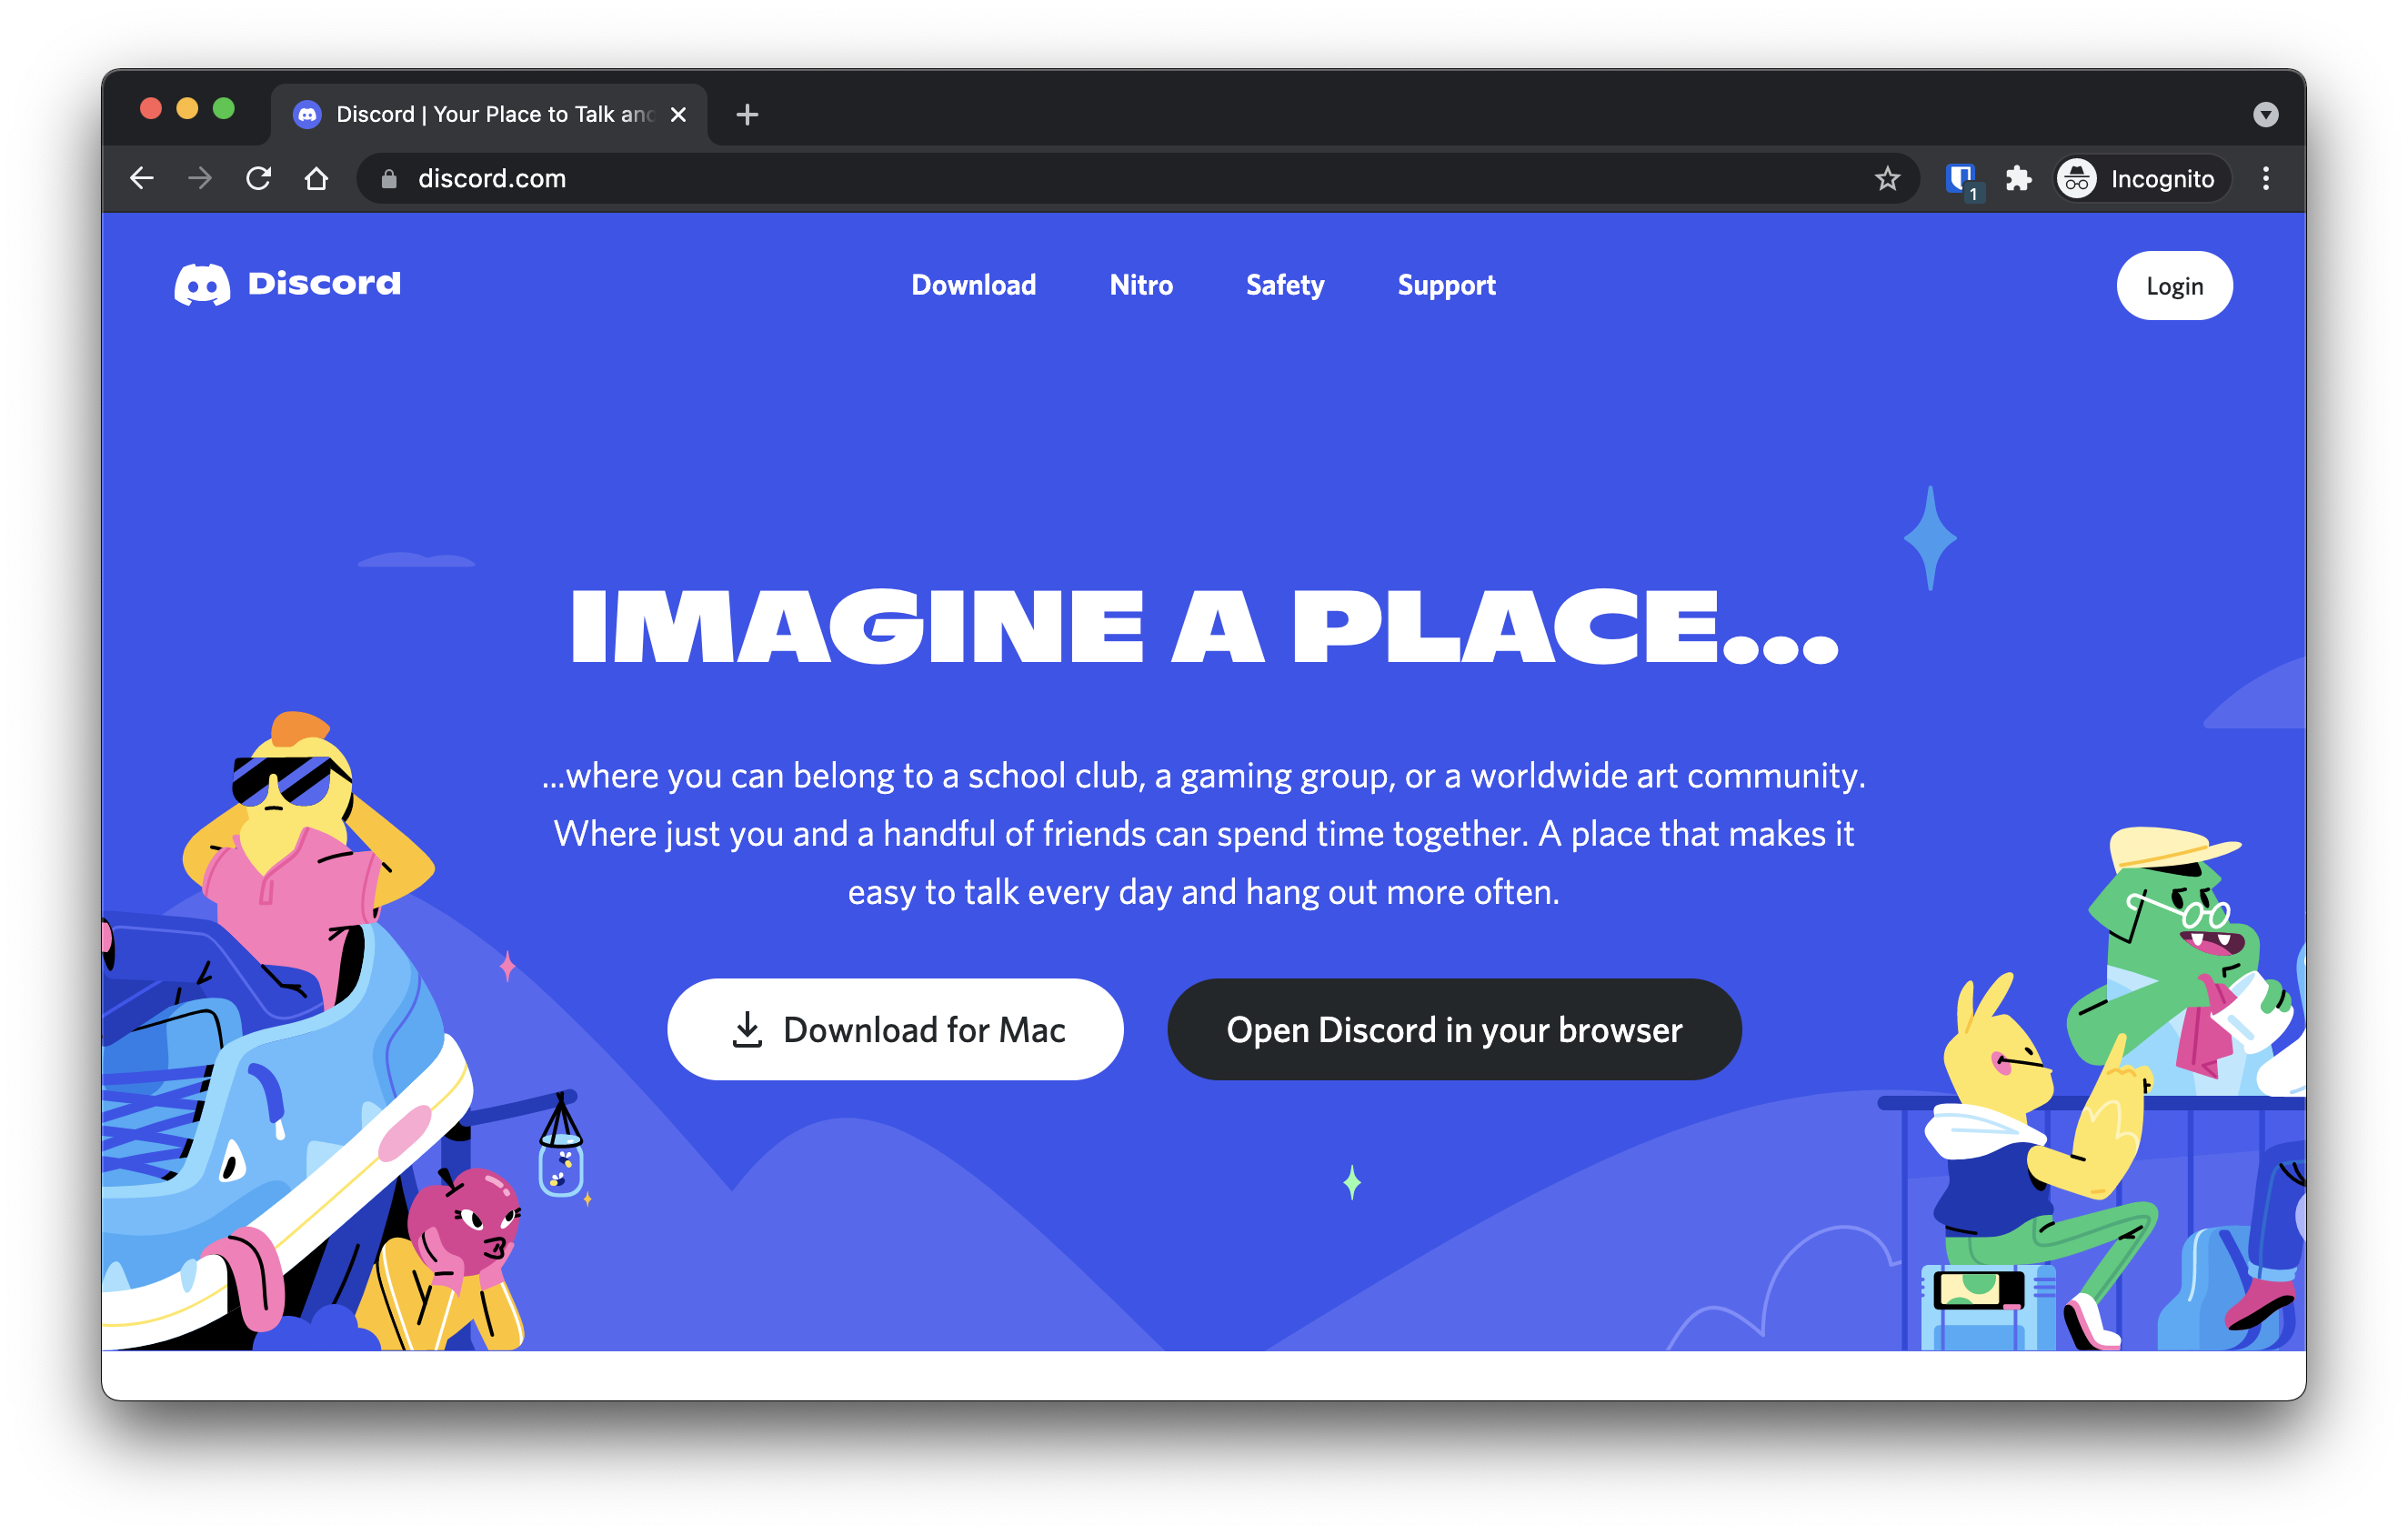 Discord | Your Place to Talk and
discord.com
1
Incognito
Discord
Download
Nitro
Safety
Support
Login
IMAGINE A PLACE...
...where you can belong to a school club, a gaming group, or a worldwide art community.
Where just you and a handful of friends can spend time together. A place that makes it
easy to talk every day and hang out more often.
Download for Mac
Open Discord in your browser